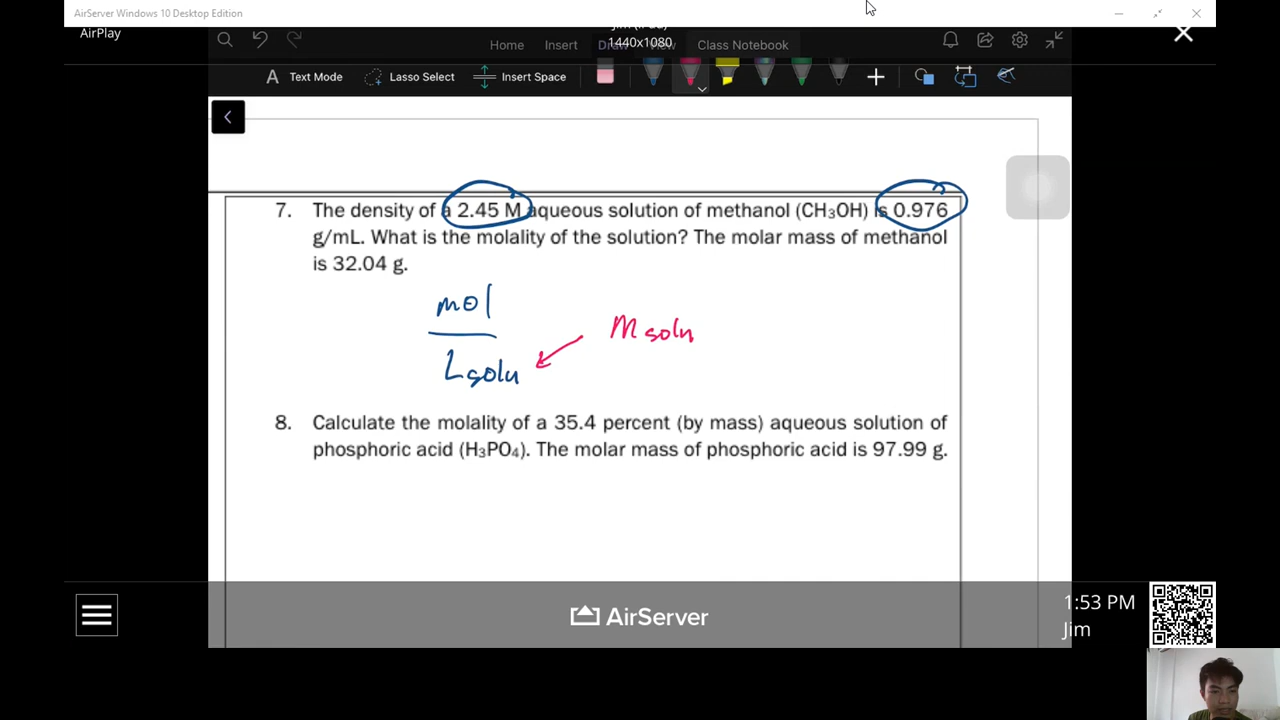 AirServer Windows 10 Desktop Edition
AirPlay
1440x1080
Home Insert Class Notebook
A Text Mode Lasso Select Insert Space
7. The density of a 2.45 M aqueous solution of methanol (CH₃OH) is 0.976
g/mL. What is the molality of the solution? The molar mass of methanol
is 32.04 g.
mol
L soln
M soln
8. Calculate the molality of a 35.4 percent (by mass) aqueous solution of
phosphoric acid (H₃PO₄). The molar mass of phosphoric acid is 97.99 g.
AirServer
1:53 PM
Jim